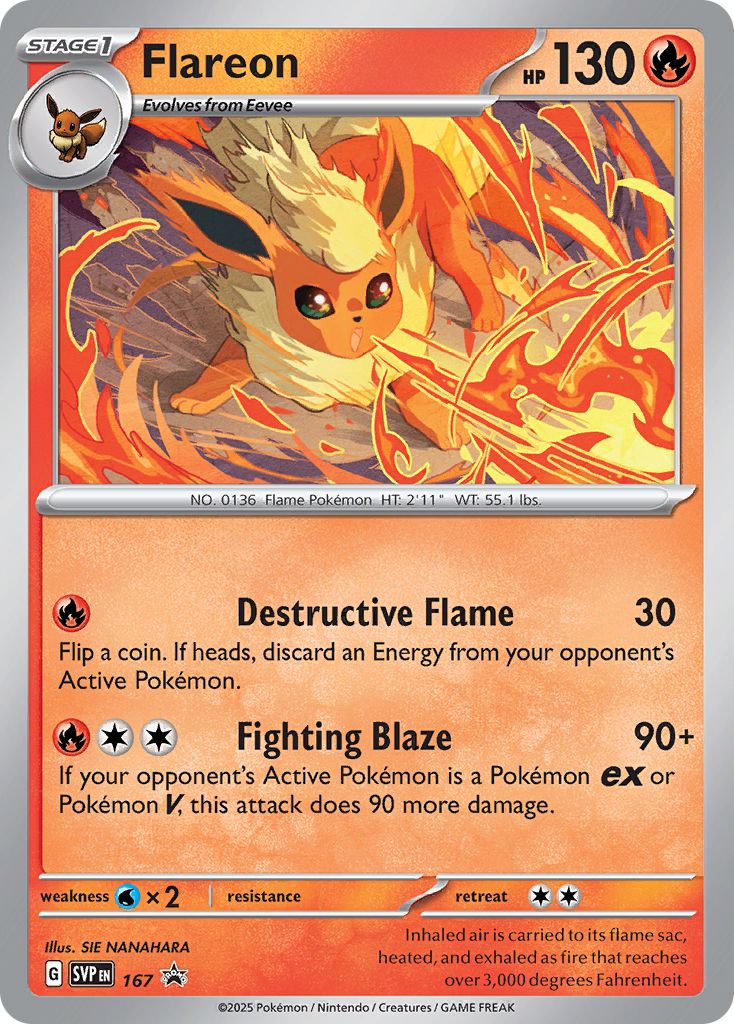 STAGE1
Flareon
HP 130
Evolves from Eevee
NO. 0136 Flame Pokémon HT: 2'11" WT: 55.1 lbs.
Destructive Flame 30
Flip a coin. If heads, discard an Energy from your opponent's
Active Pokémon.
Fighting Blaze 90+
If your opponent's Active Pokémon is a Pokémon ex or
Pokémon V, this attack does 90 more damage.
weakness ×2 resistance retreat
Illus. SIE NANAHARA
Inhaled air is carried to its flame sac,
heated, and exhaled as fire that reaches
over 3,000 degrees Fahrenheit.
G SVP EN 167 PROMO
©2025 Pokémon / Nintendo / Creatures / GAME FREAK